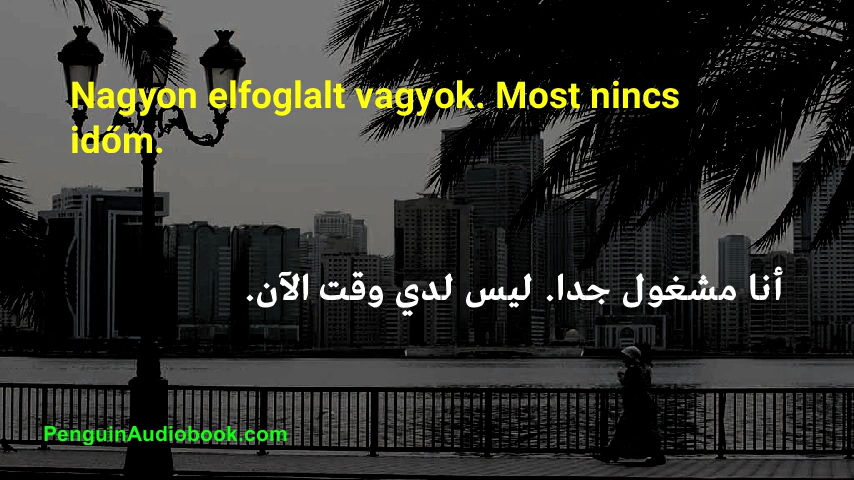 Nagyon elfoglalt vagyok. Most nincs
időm.
أنا مشغول جدا. ليس لدي وقت الآن.
PenguinAudiobook.com